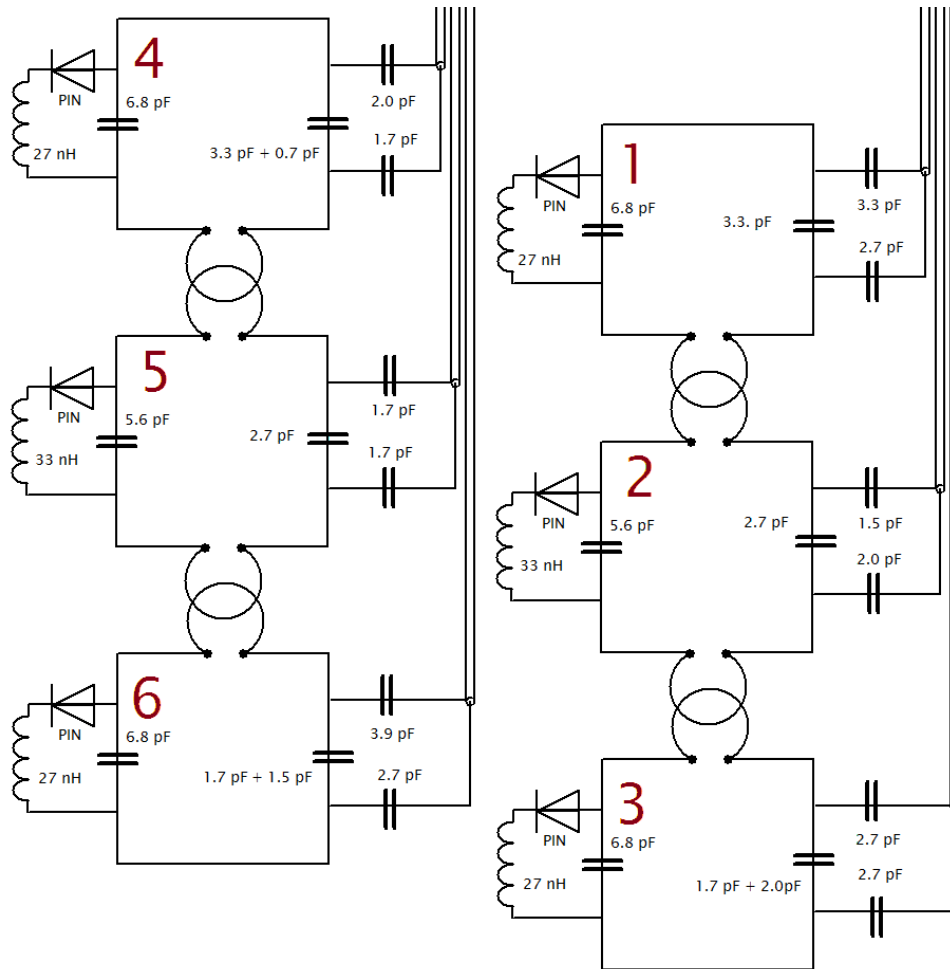 4
PIN
6.8 pF
27 nH
3.3 pF + 0.7 pF
2.0 pF
1.7 pF
5
PIN
5.6 pF
33 nH
2.7 pF
1.7 pF
1.7 pF
6
PIN
6.8 pF
27 nH
1.7 pF + 1.5 pF
3.9 pF
2.7 pF
1
PIN
6.8 pF
27 nH
3.3. pF
3.3 pF
2.7 pF
2
PIN
5.6 pF
33 nH
2.7 pF
1.5 pF
2.0 pF
3
PIN
6.8 pF
27 nH
1.7 pF + 2.0pF
2.7 pF
2.7 pF